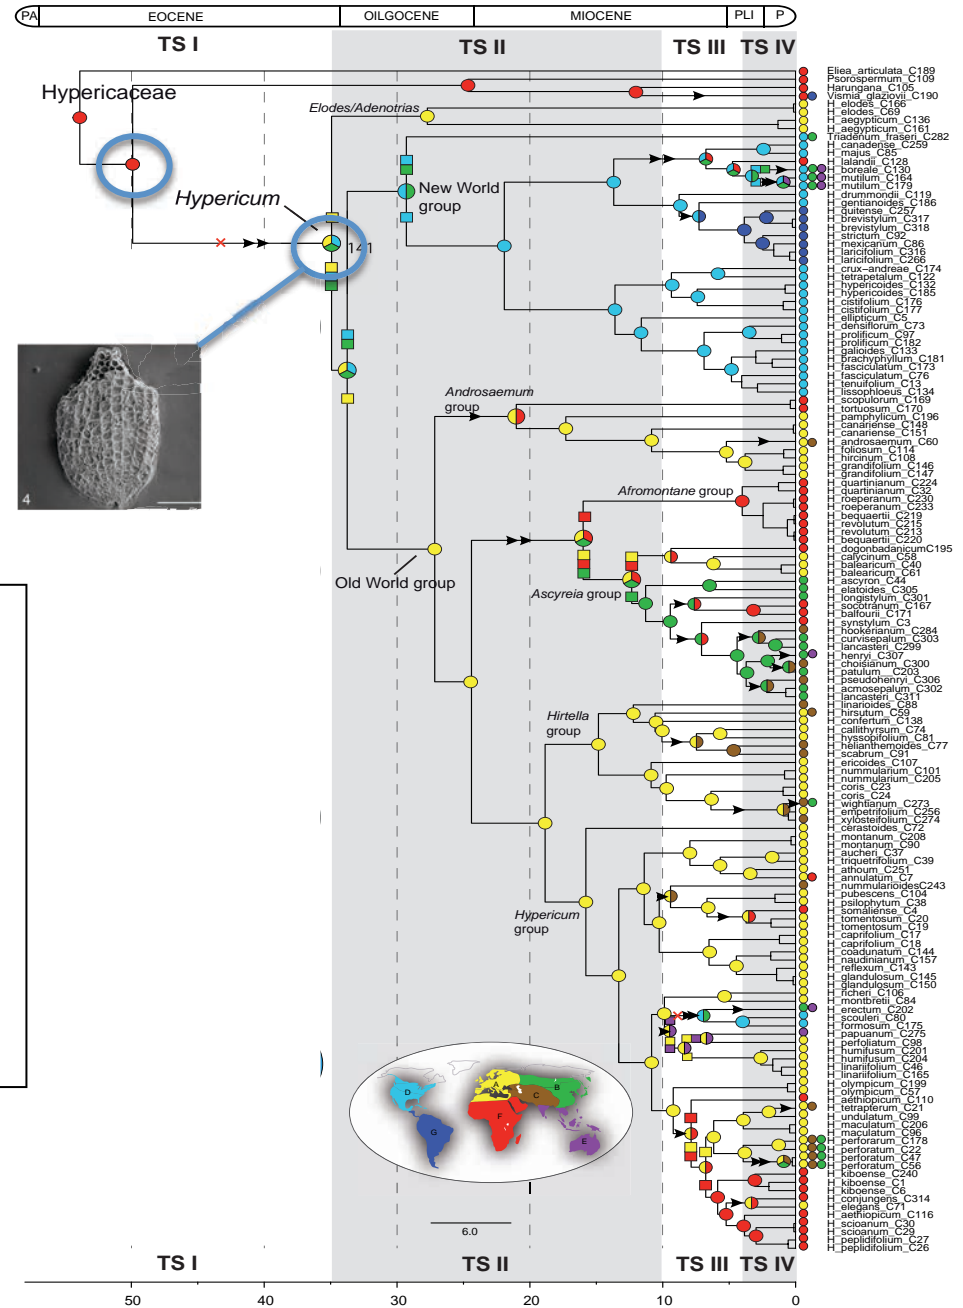 PA EOCENE OILGOCENE MIOCENE PLI P
TS I TS II TS III TS IV
Hypericaceae
Elodes/Adenotrias
Hypericum
New World
group
141
4
Androsaemum
group
Afromontane group
Old World group
Ascyreia group
Hirtella
group
Hypericum
group
Eliea_articulata_C189
Psorospermum_C109
Harungana_C105
Vismia_glaziovii_C190
H_elodes_C166
H_elodes_C69
H_aegypticum_C136
H_aegypticum_C161
Triadenum_fraseri_C282
H_canadense_C259
H_majus_C85
H_lalandii_C128
H_boreale_C130
H_mutilum_C164
H_mutilum_C179
H_drummondii_C119
H_gentianoides_C186
H_quitense_C257
H_brevistylum_C317
H_brevistylum_C318
H_strictum_C92
H_mexicanum_C86
H_laricifolium_C316
H_laricifolium_C266
H_crux-andreae_C174
H_tetrapetalum_C122
H_hypericoides_C132
H_hypericoides_C185
H_cistifolium_C176
H_cistifolium_C177
H_ellipticum_C5
H_densiflorum_C73
H_prolificum_C97
H_prolificum_C182
H_galioides_C133
H_brachyphyllum_C181
H_fasciculatum_C173
H_fasciculatum_C76
H_tenuifolium_C13
H_lissophloeus_C134
H_scopulorum_C169
H_tortuosum_C170
H_pamphylicum_C196
H_canariense_C148
H_canariense_C151
H_androsaemum_C60
H_foliosum_C114
H_hircinum_C108
H_grandifolium_C146
H_grandifolium_C147
H_quartinianum_C224
H_quartinianum_C32
H_roeperanum_C230
H_roeperanum_C233
H_bequaertii_C219
H_revolutum_C215
H_revolutum_C213
H_bequaertii_C220
H_dogonbadanicumC195
H_calycinum_C58
H_balearicum_C40
H_balearicum_C61
H_ascyron_C44
H_elatoides_C305
H_longistylum_C301
H_socotranum_C167
H_balfourii_C171
H_synstylum_C3
H_hookerianum_C284
H_curvisepalum_C303
H_lancasteri_C299
H_henryi_C307
H_choisianum_C300
H_patulum_C203
H_pseudohenryi_C306
H_acmosepalum_C302
H_lancasteri_C311
H_linarioides_C88
H_hirsutum_C59
H_confertum_C138
H_callithyrsum_C74
H_hyssopifolium_C81
H_helianthemoides_C77
H_scabrum_C91
H_ericoides_C107
H_nummularium_C101
H_nummularium_C205
H_coris_C23
H_coris_C24
H_wightianum_C273
H_empetrifolium_C256
H_xylosteifolium_C274
H_cerastoides_C72
H_montanum_C208
H_montanum_C90
H_aucheri_C37
H_triquetrifolium_C39
H_athoum_C251
H_annulatum_C7
H_nummularioidesC243
H_pubescens_C104
H_psilophytum_C38
H_somaliense_C4
H_tomentosum_C20
H_tomentosum_C19
H_caprifolium_C17
H_caprifolium_C18
H_coadunatum_C144
H_naudinianum_C157
H_reflexum_C143
H_glandulosum_C145
H_glandulosum_C150
H_richeri_C106
H_montbretii_C84
H_erectum_C202
H_scouleri_C80
H_formosum_C175
H_papuanum_C275
H_perfoliatum_C98
H_humifusum_C201
H_humifusum_C204
H_linariifolium_C46
H_linariifolium_C165
H_olympicum_C199
H_olympicum_C57
H_aethiopicum_C110
H_tetrapterum_C21
H_undulatum_C99
H_maculatum_C206
H_maculatum_C96
H_perforarum_C178
H_perforatum_C22
H_perforatum_C47
H_perforatum_C56
H_kiboense_C240
H_kiboense_C1
H_kiboense_C6
H_conjungens_C314
H_elegans_C71
H_aethiopicum_C116
H_scioanum_C30
H_scioanum_C29
H_peplidifolium_C27
H_peplidifolium_C26
D A B C F G E
6.0
TS I TS II TS III TS IV
50 40 30 20 10 0